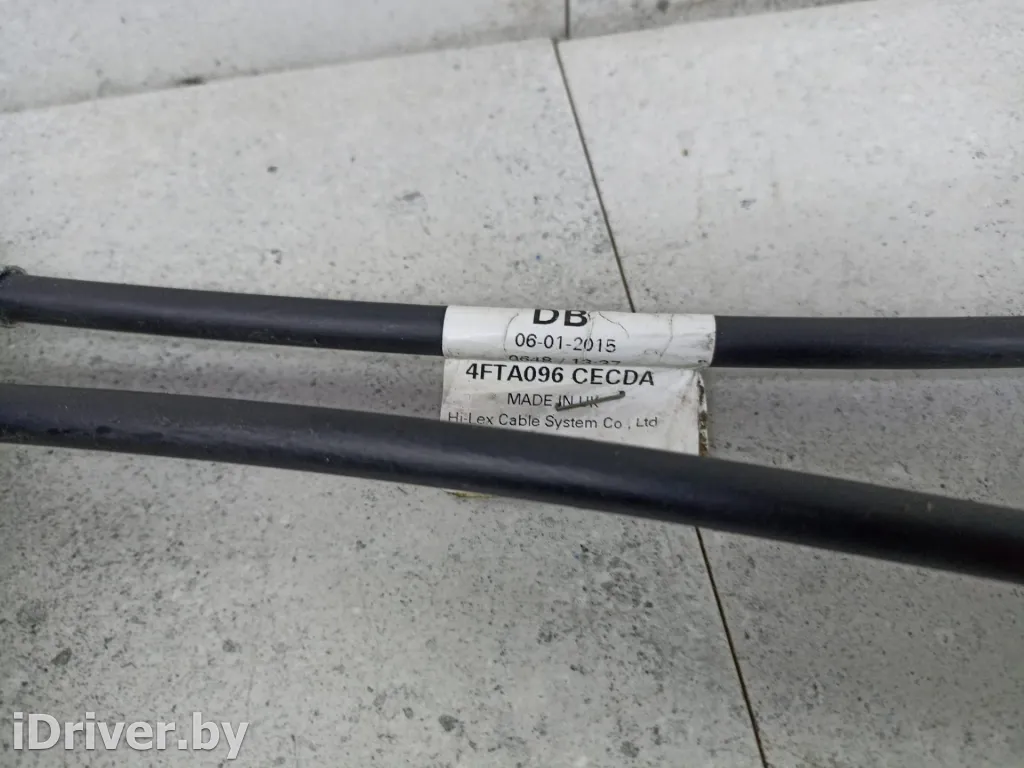 DB
06-01-2015
4FTA096 CECDA
MADE IN UK
Hi-Lex Cable System Co., Ltd
iDriver.by